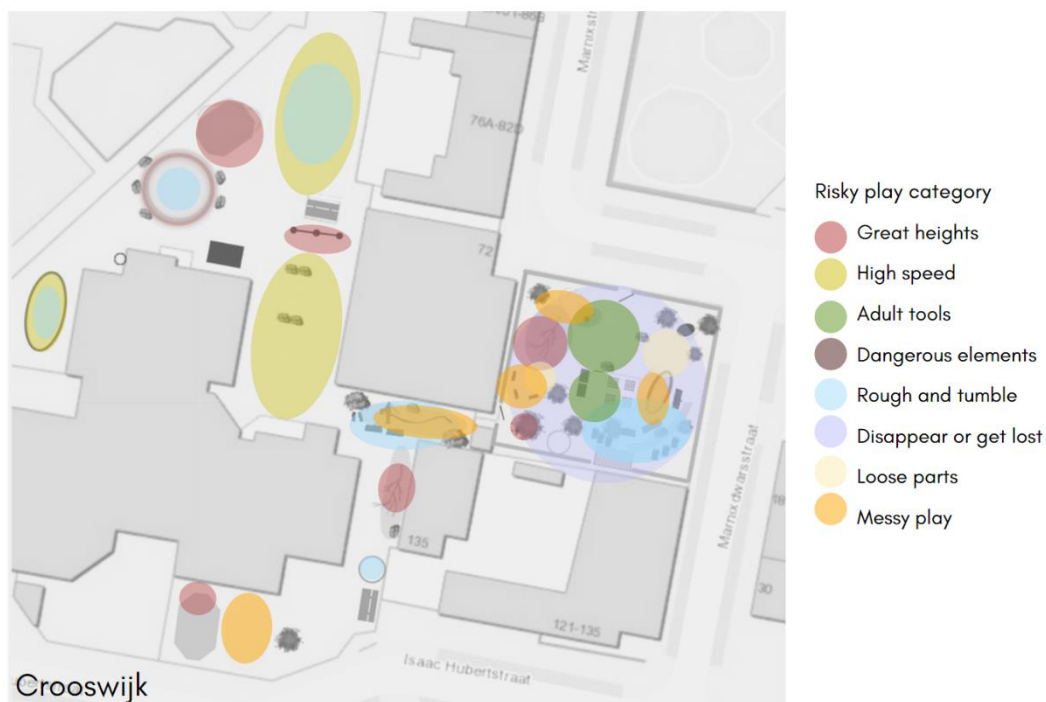 Marnixstr
76A-82D
72
Marnixdwarsstraat
135
30
121-135
Isaac Hubertstraat
Crooswijk
Risky play category
Great heights
High speed
Adult tools
Dangerous elements
Rough and tumble
Disappear or get lost
Loose parts
Messy play